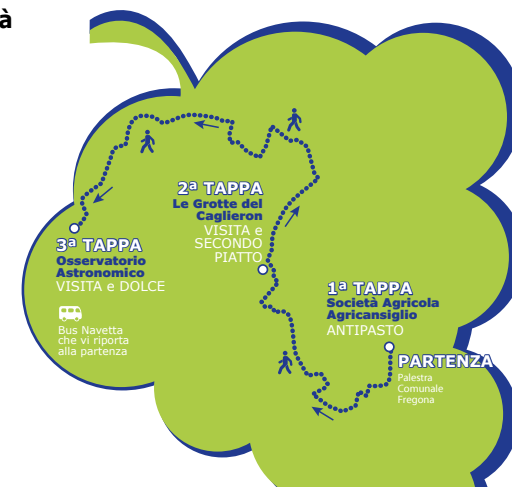 à
2ª TAPPA
Le Grotte del
Caglieron
VISITA e
SECONDO
PIATTO
3ª TAPPA
Osservatorio
Astronomico
VISITA e DOLCE
Bus Navetta
che vi riporta
alla partenza
1ª TAPPA
Società Agricola
Agricansiglio
ANTIPASTO
PARTENZA
Palestra
Comunale
Fregona